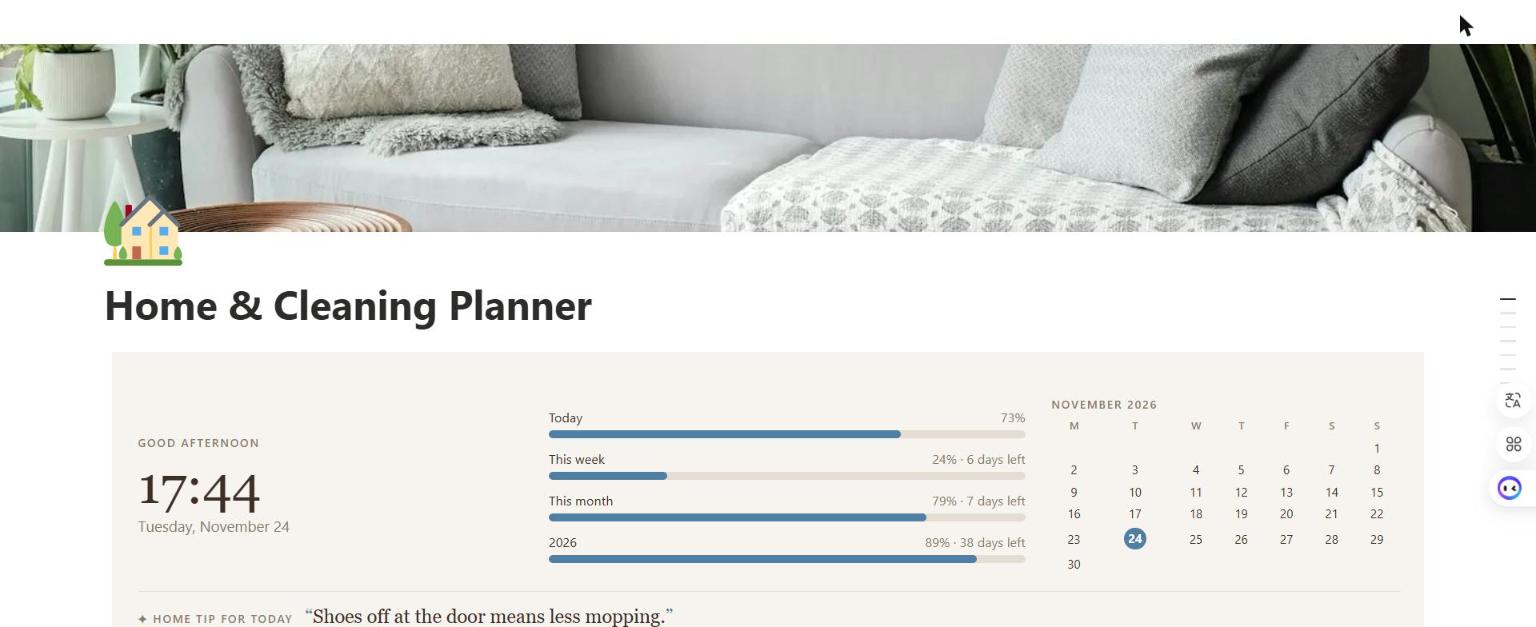 Home & Cleaning Planner
GOOD AFTERNOON
17:44
Tuesday, November 24
Today 73%
This week 24% · 6 days left
This month 79% · 7 days left
2026 89% · 38 days left
NOVEMBER 2026
M T W T F S S
1
2 3 4 5 6 7 8
9 10 11 12 13 14 15
16 17 18 19 20 21 22
23 24 25 26 27 28 29
30
✦ HOME TIP FOR TODAY “Shoes off at the door means less mopping.”